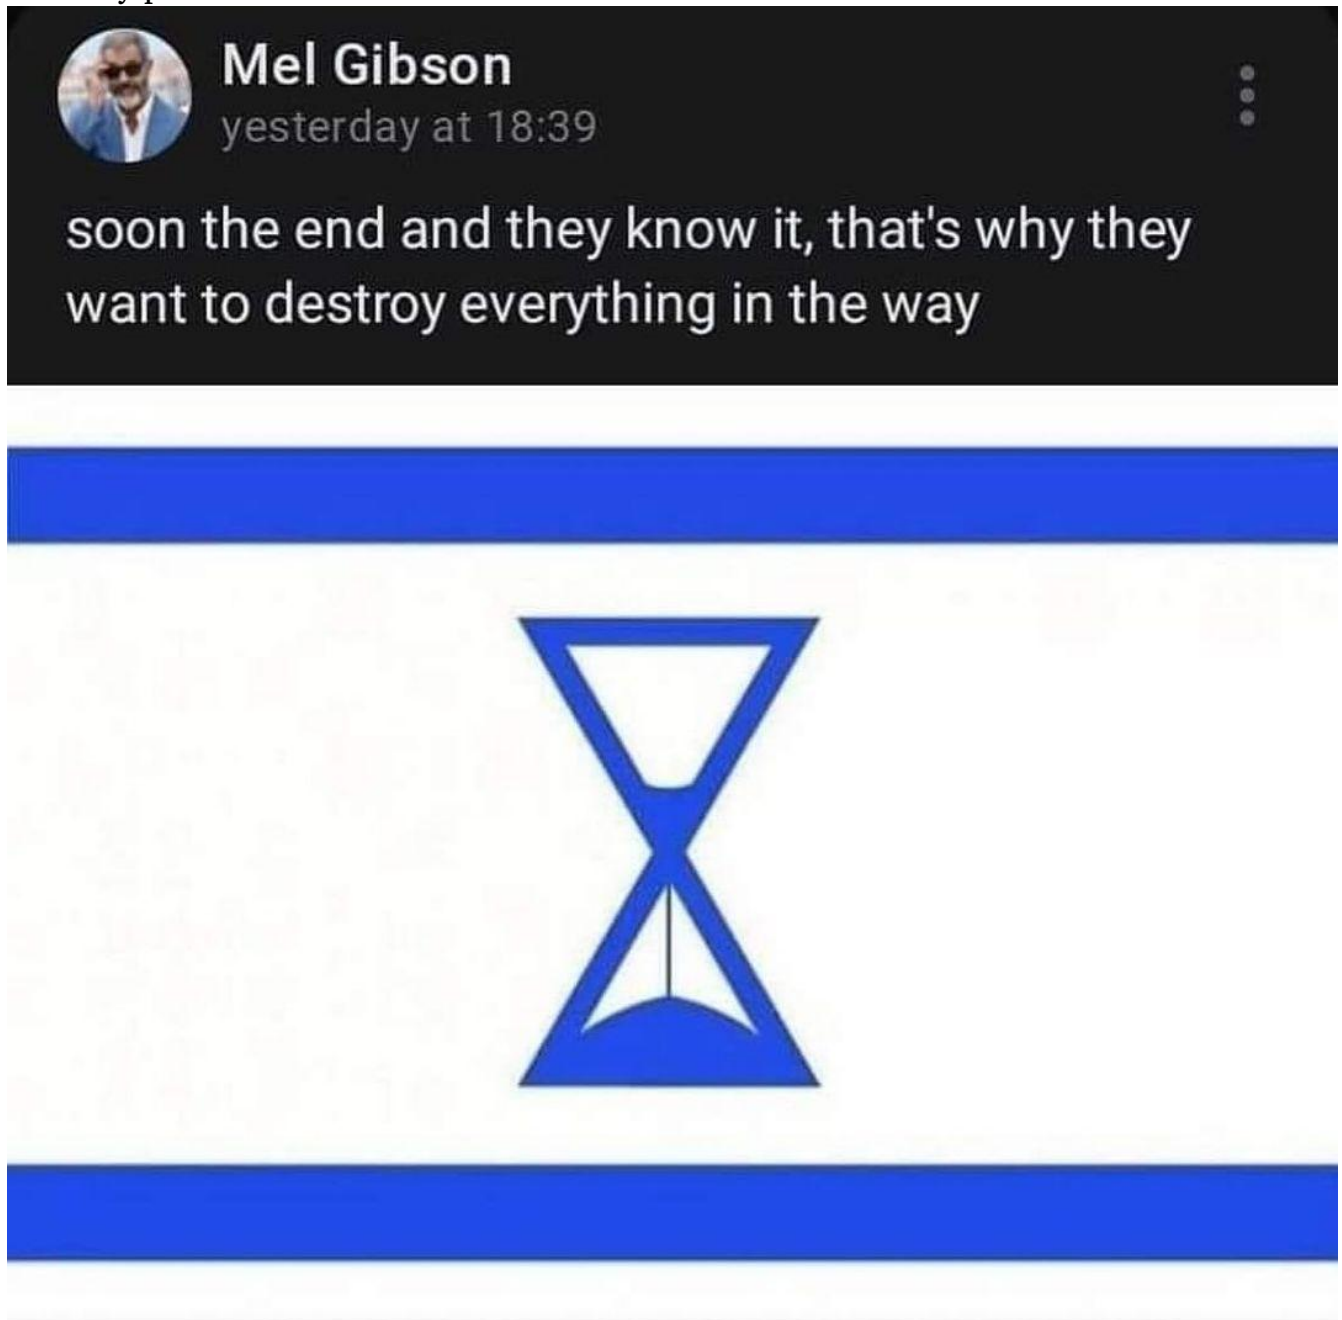 Mel Gibson
yesterday at 18:39
soon the end and they know it, that's why they
want to destroy everything in the way